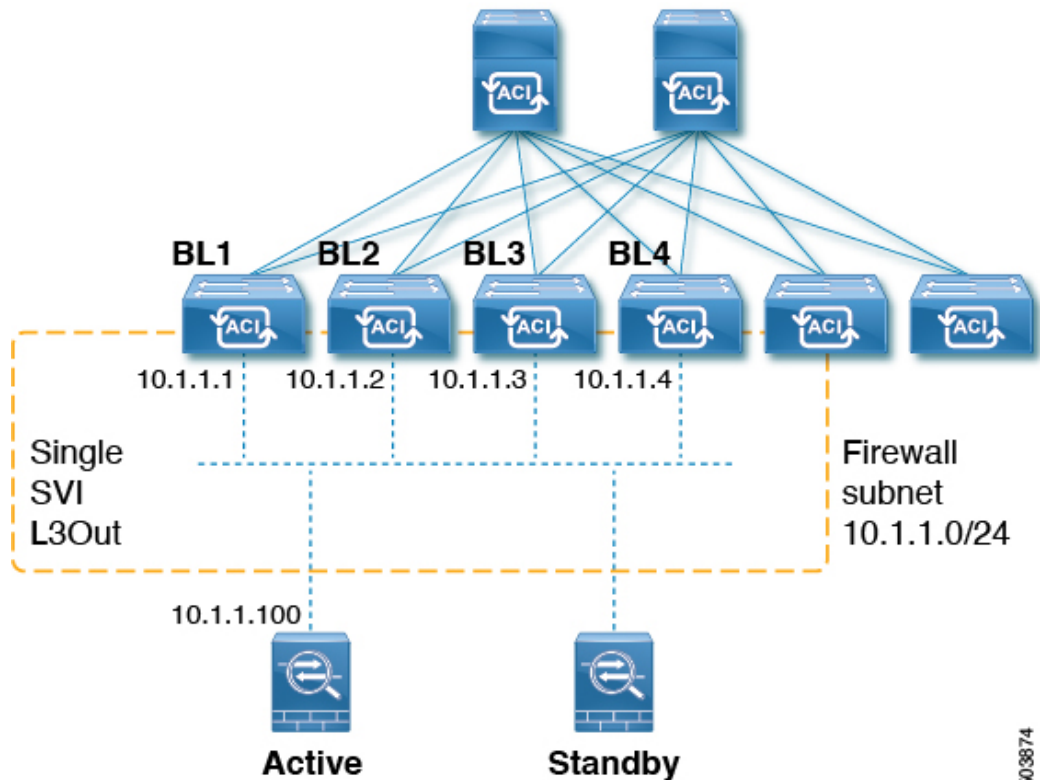 ACI ACI
BL1 BL2 BL3 BL4
ACI ACI ACI ACI ACI ACI
10.1.1.1 10.1.1.2 10.1.1.3 10.1.1.4
Single
SVI
L3Out
Firewall
subnet
10.1.1.0/24
10.1.1.100
Active Standby